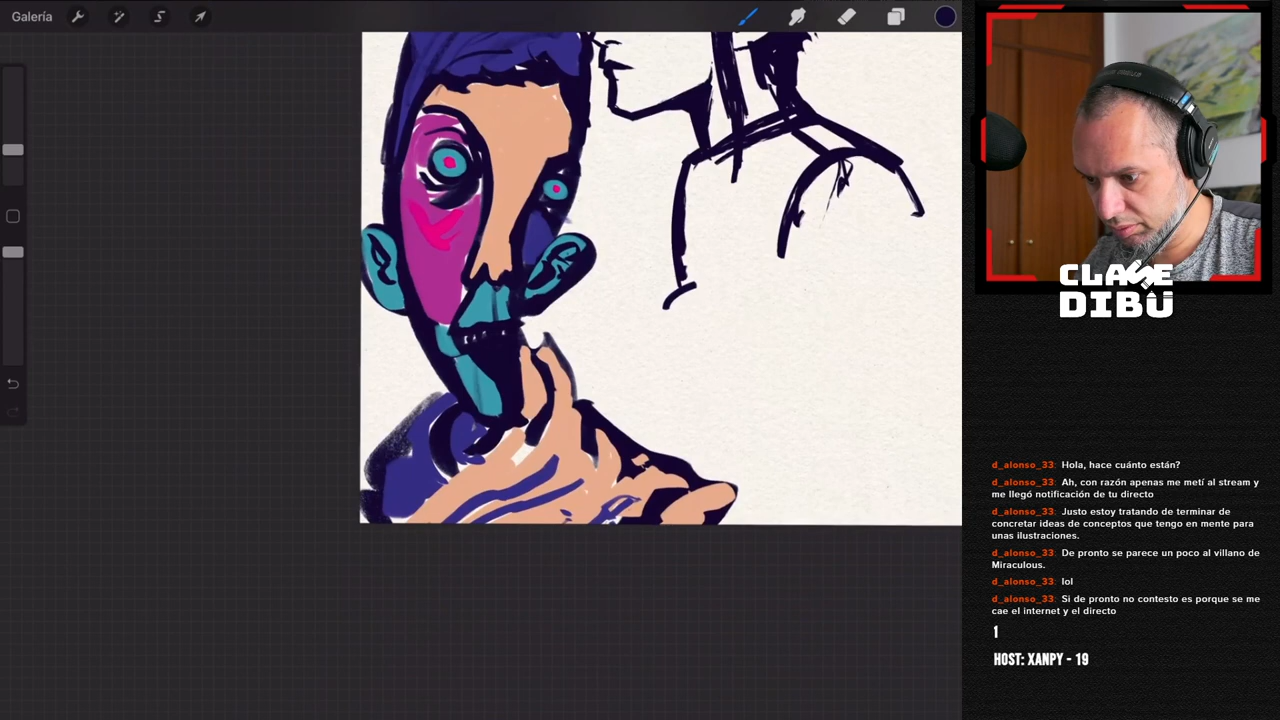 Galería
CLASE
DIBU
d_alonso_33: Hola, hace cuánto están?
d_alonso_33: Ah, con razón apenas me metí al stream y
me llegó notificación de tu directo
d_alonso_33: Justo estoy tratando de terminar de
concretar ideas de conceptos que tengo en mente para
unas ilustraciones.
d_alonso_33: De pronto se parece un poco al villano de
Miraculous.
d_alonso_33: lol
d_alonso_33: Si de pronto no contesto es porque se me
cae el internet y el directo
1
HOST: XANPY - 19